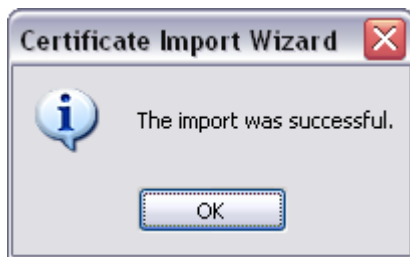 Certificate Import Wizard
The import was successful.
OK